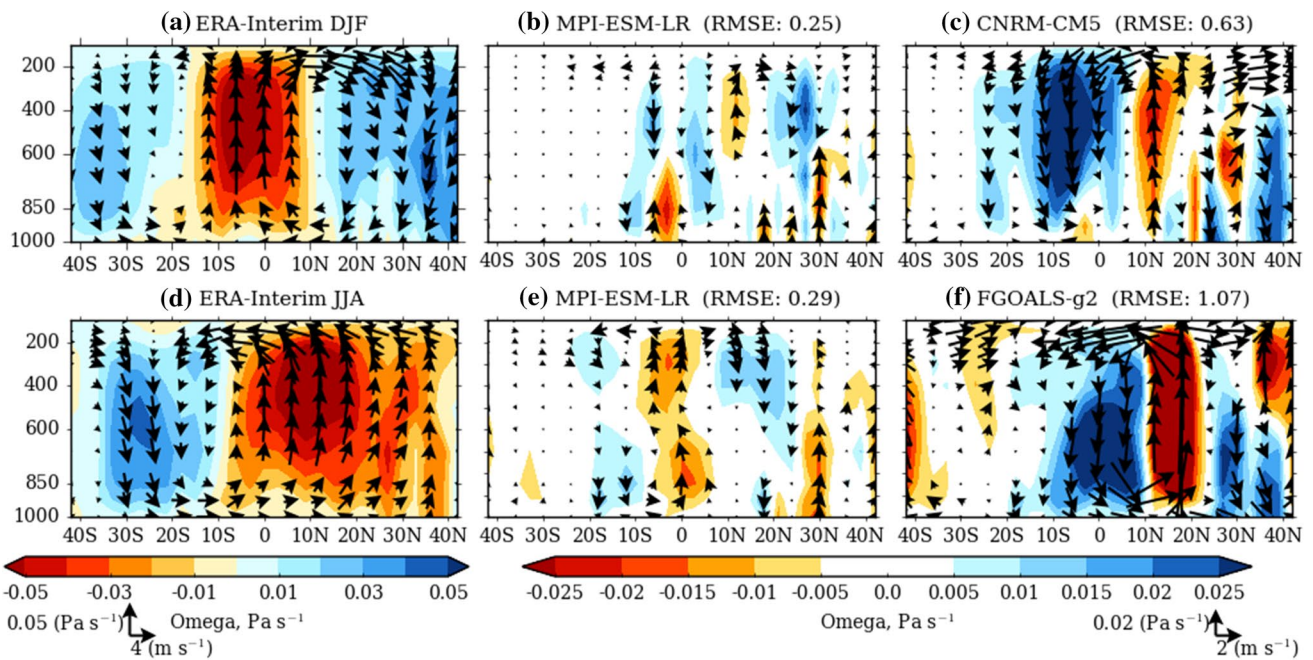 (a) ERA-Interim DJF
(b) MPI-ESM-LR (RMSE: 0.25)
(c) CNRM-CM5 (RMSE: 0.63)
200
400
600
850
1000
40S 30S 20S 10S 0 10N 20N 30N 40N
40S 30S 20S 10S 0 10N 20N 30N 40N
40S 30S 20S 10S 0 10N 20N 30N 40N
(d) ERA-Interim JJA
(e) MPI-ESM-LR (RMSE: 0.29)
(f) FGOALS-g2 (RMSE: 1.07)
200
400
600
850
1000
40S 30S 20S 10S 0 10N 20N 30N 40N
40S 30S 20S 10S 0 10N 20N 30N 40N
40S 30S 20S 10S 0 10N 20N 30N 40N
-0.05 -0.03 -0.01 0.01 0.03 0.05
-0.025 -0.02 -0.015 -0.01 -0.005 0.0 0.005 0.01 0.015 0.02 0.025
0.05 (Pa s⁻¹) Omega, Pa s⁻¹
4 (m s⁻¹)
Omega, Pa s⁻¹ 0.02 (Pa s⁻¹)
2 (m s⁻¹)